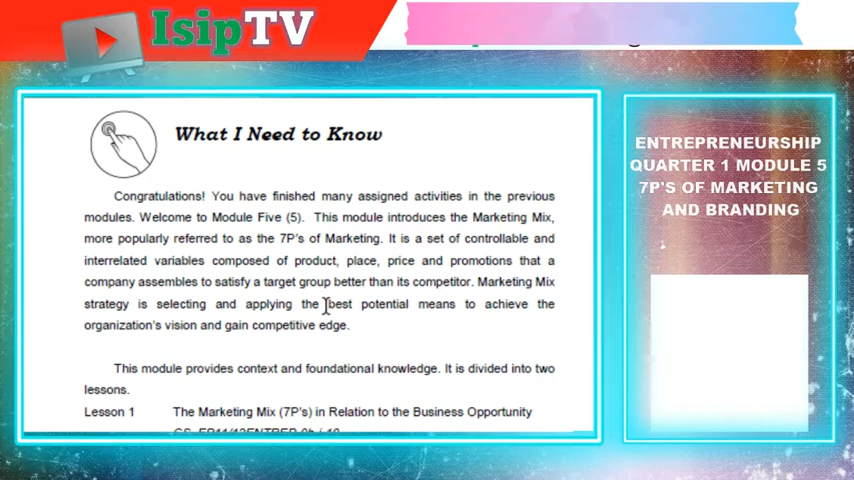 IsipTV
What I Need to Know
Congratulations! You have finished many assigned activities in the previous
modules. Welcome to Module Five (5). This module introduces the Marketing Mix,
more popularly referred to as the 7P's of Marketing. It is a set of controllable and
interrelated variables composed of product, place, price and promotions that a
company assembles to satisfy a target group better than its competitor. Marketing Mix
strategy is selecting and applying the best potential means to achieve the
organization's vision and gain competitive edge.
This module provides context and foundational knowledge. It is divided into two
lessons.
Lesson 1 The Marketing Mix (7P's) in Relation to the Business Opportunity
ENTREPRENEURSHIP
QUARTER 1 MODULE 5
7P'S OF MARKETING
AND BRANDING